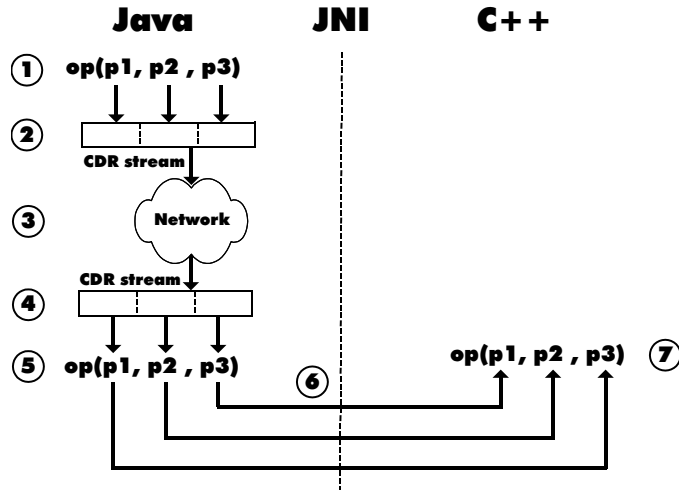 Java JNI C++
1 op(p1, p2 , p3)
2
CDR stream
3 Network
CDR stream
4
5 op(p1, p2 , p3) 6 op(p1, p2 , p3) 7